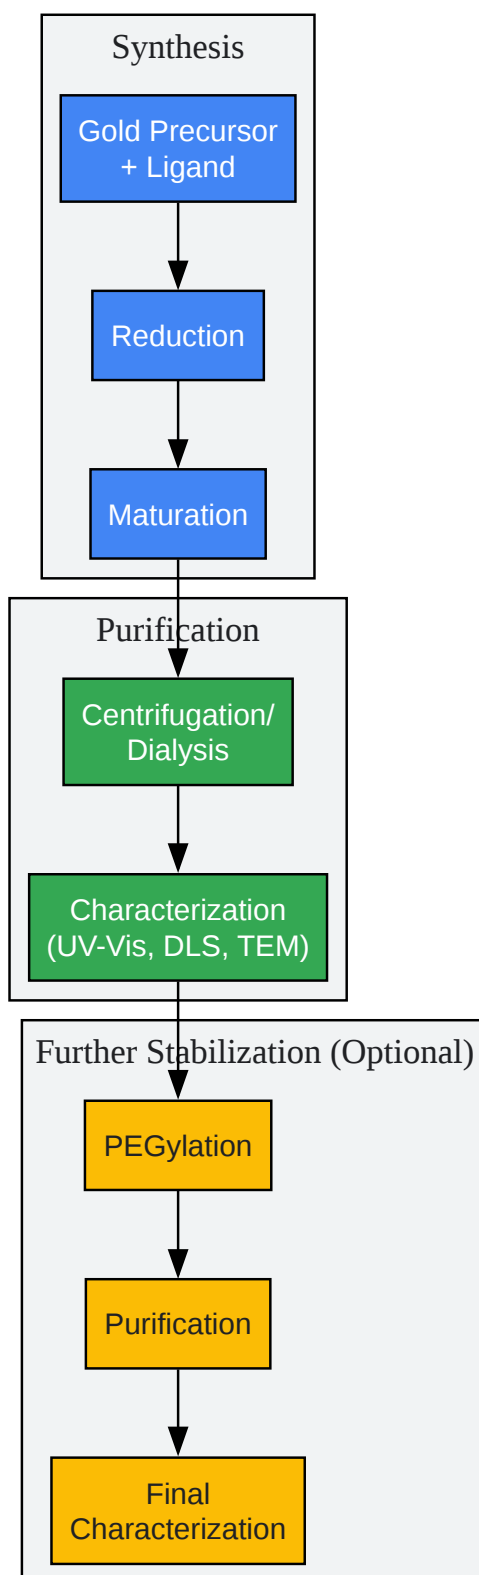 Synthesis
Gold Precursor
+ Ligand
Reduction
Maturation
Purification
Centrifugation/
Dialysis
Characterization
(UV-Vis, DLS, TEM)
Further Stabilization (Optional)
PEGylation
Purification
Final
Characterization